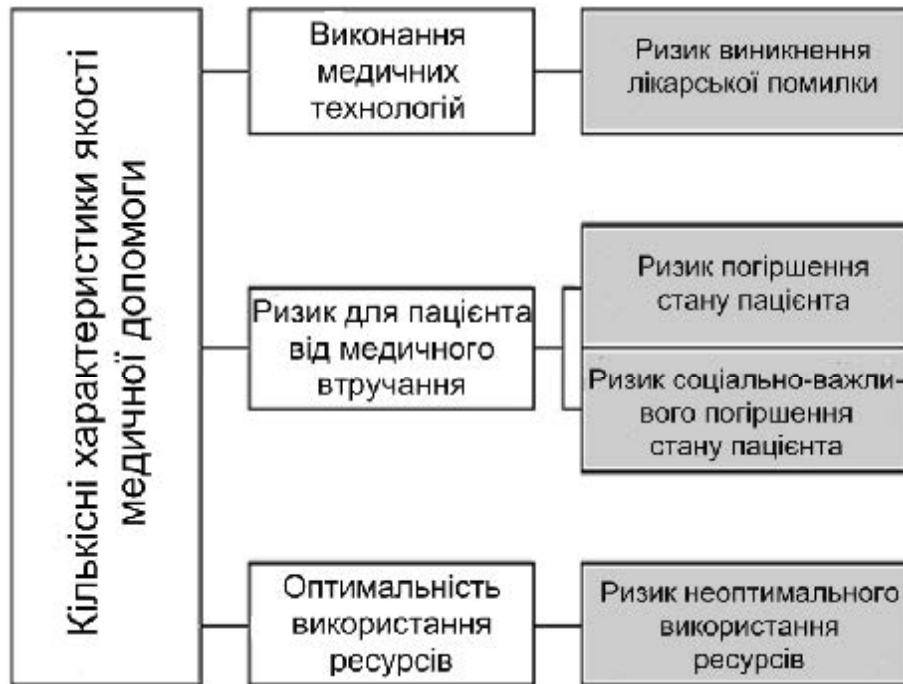 Кількісні характеристики якості
медичної допомоги
Виконання
медичних
технологій
Ризик виникнення
лікарської помилки
Ризик для пацієнта
від медичного
втручання
Ризик погіршення
стану пацієнта
Ризик соціально-важли-
вого погіршення
стану пацієнта
Оптимальність
використання
ресурсів
Ризик неоптимального
використання
ресурсів